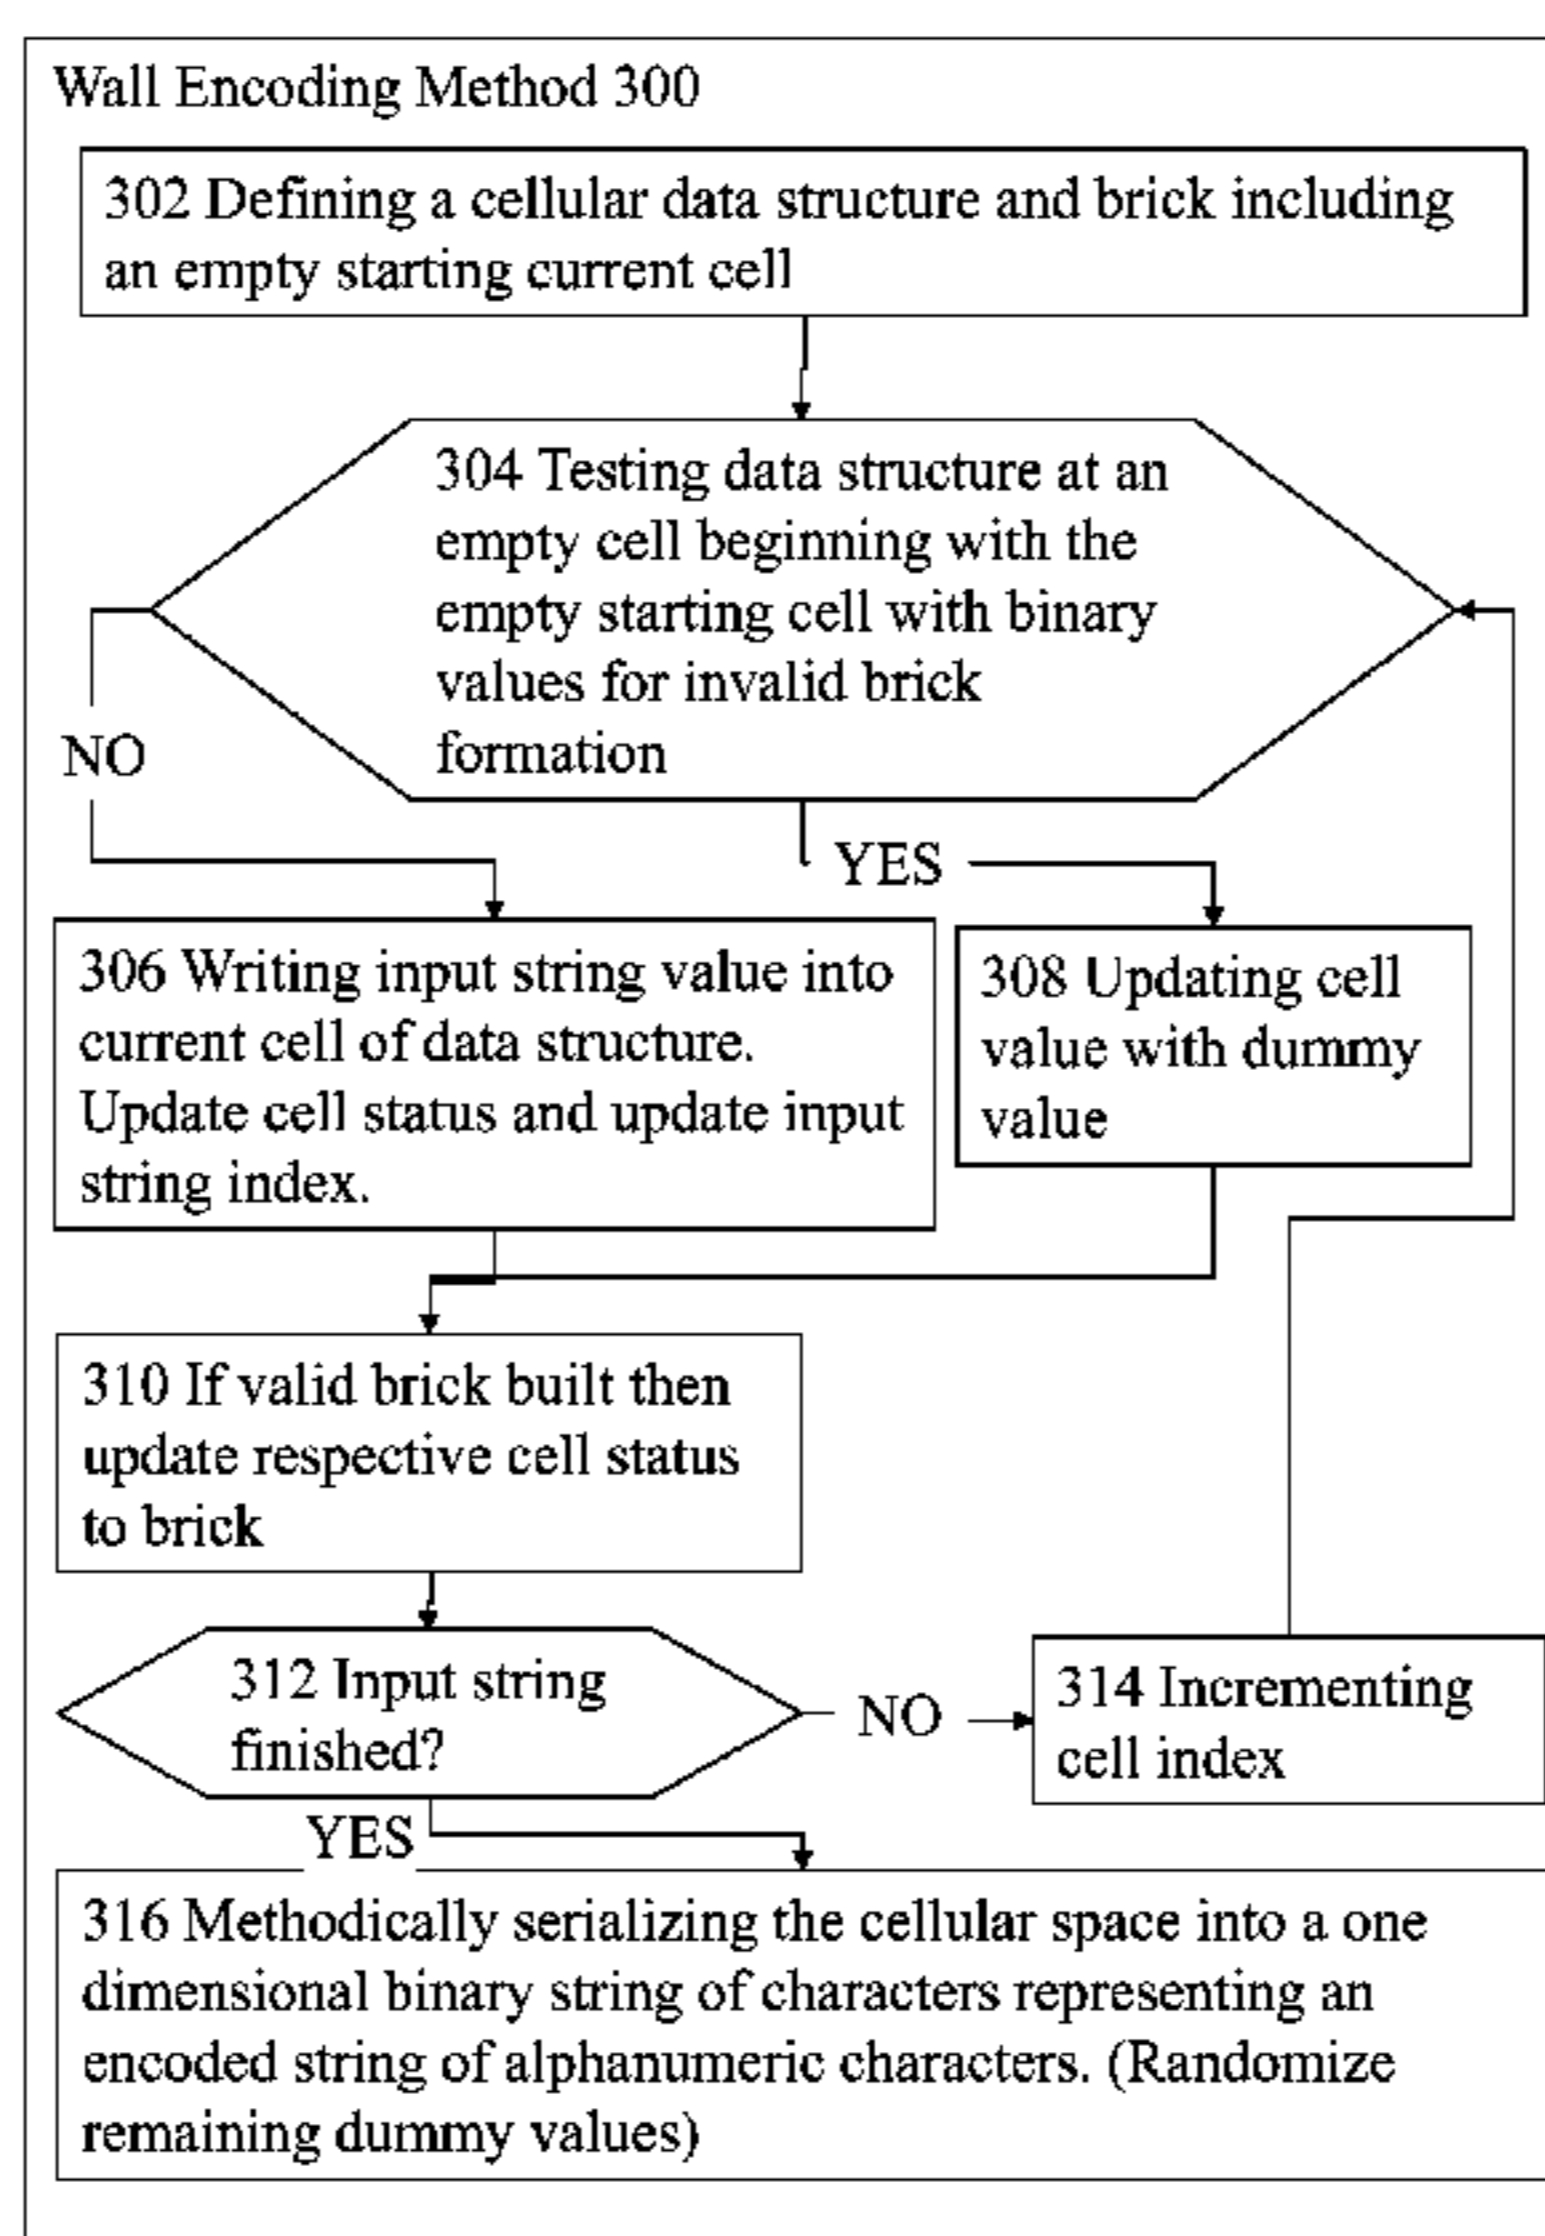 Wall Encoding Method 300
302 Defining a cellular data structure and brick including
an empty starting current cell
304 Testing data structure at an
empty cell beginning with the
empty starting cell with binary
values for invalid brick
formation
NO
YES
306 Writing input string value into
current cell of data structure.
Update cell status and update input
string index.
308 Updating cell
value with dummy
value
310 If valid brick built then
update respective cell status
to brick
312 Input string
finished?
NO
314 Incrementing
cell index
YES
316 Methodically serializing the cellular space into a one
dimensional binary string of characters representing an
encoded string of alphanumeric characters. (Randomize
remaining dummy values)